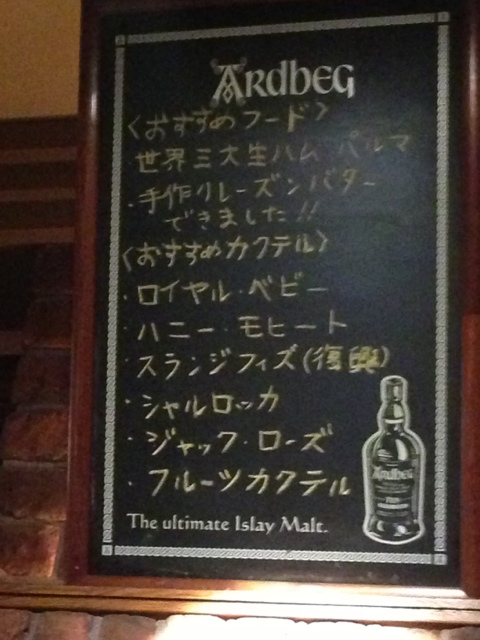 ARDBEG
〈おすすめフード〉
世界三大生ハム パルマ
・手作りレーズンバター
できました!!
〈おすすめカクテル〉
・ロイヤル・ベビー
・ハニー・モヒート
・スランジフィズ(復興)
・シャルロッカ
・ジャック・ローズ
・フルーツカクテル
Ardbeg
The ultimate Islay Malt.